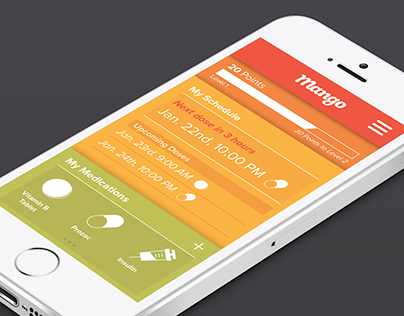 Mango
20 Points
Level 1
30 Points to Level 2
My Schedule
Next dose in 3 hours
Jan. 22nd, 10:00 PM
Upcoming Doses
Jan. 23rd, 9:00 AM
Jan. 24th, 10:00 PM
My Medications
+
Vitamin B
Tablet
Prozac
Insulin